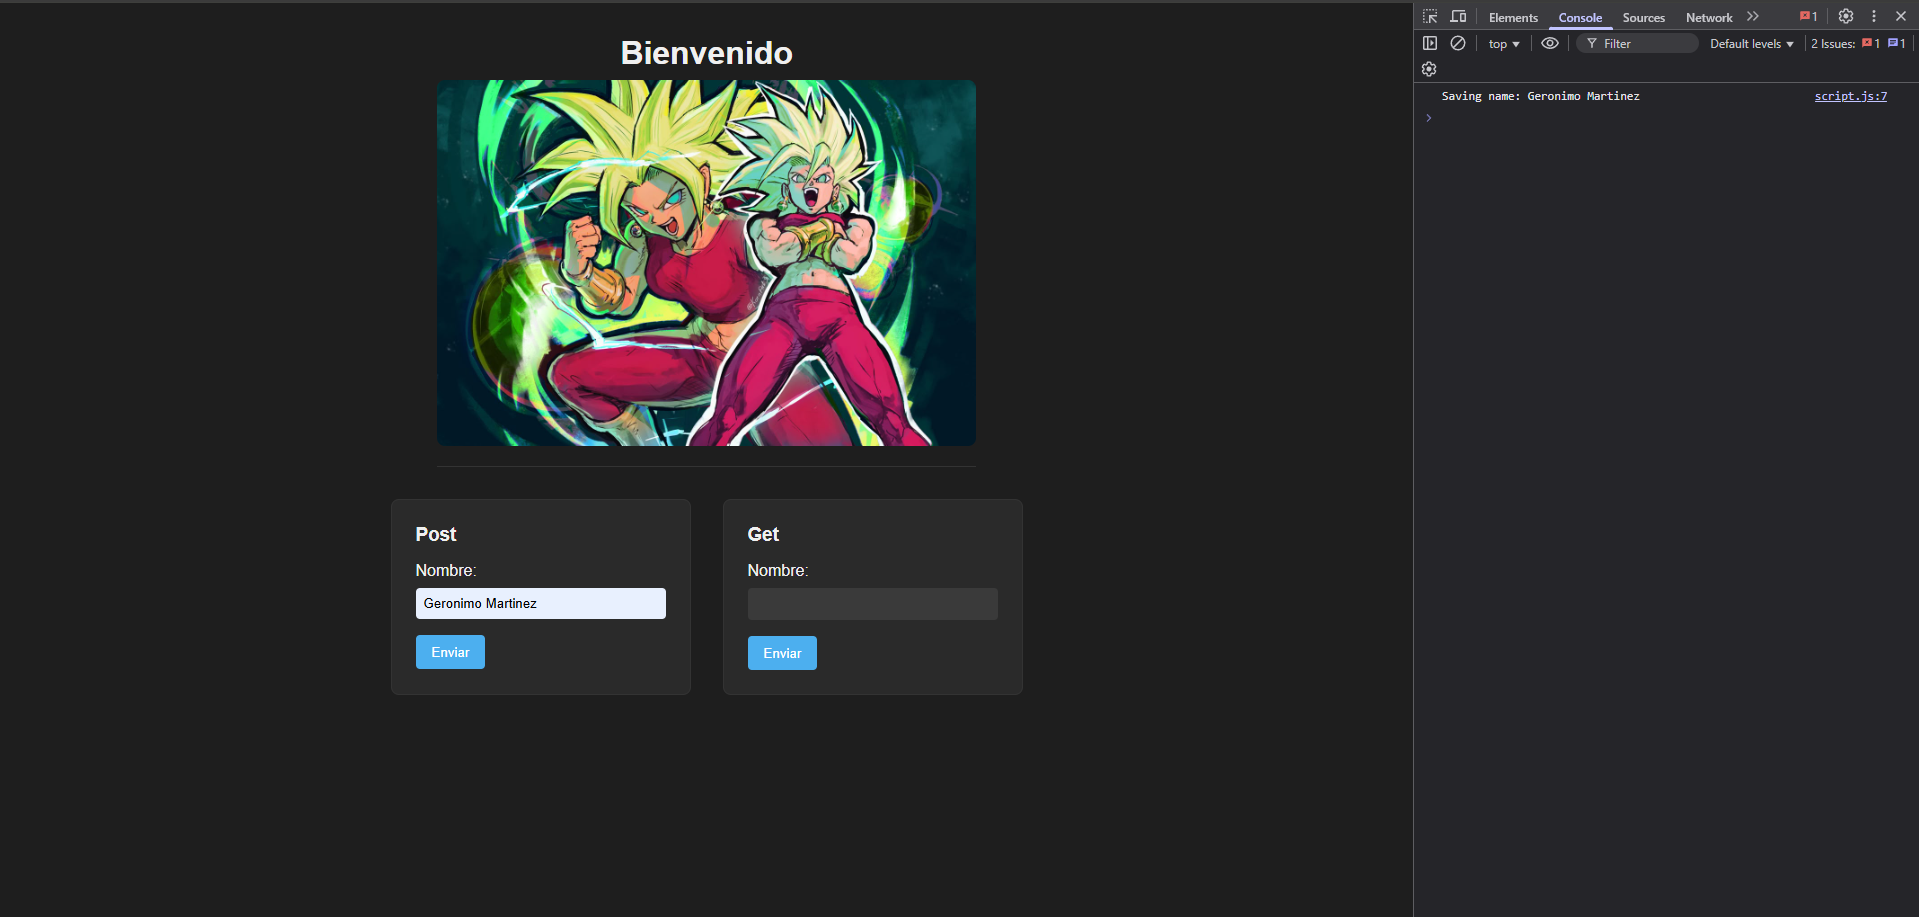 Bienvenido
Post
Nombre:
Geronimo Martinez
Enviar
Get
Nombre:
Enviar
Elements Console Sources Network 1
top Filter Default levels 2 Issues: 1 1
Saving name: Geronimo Martinez script.js:7